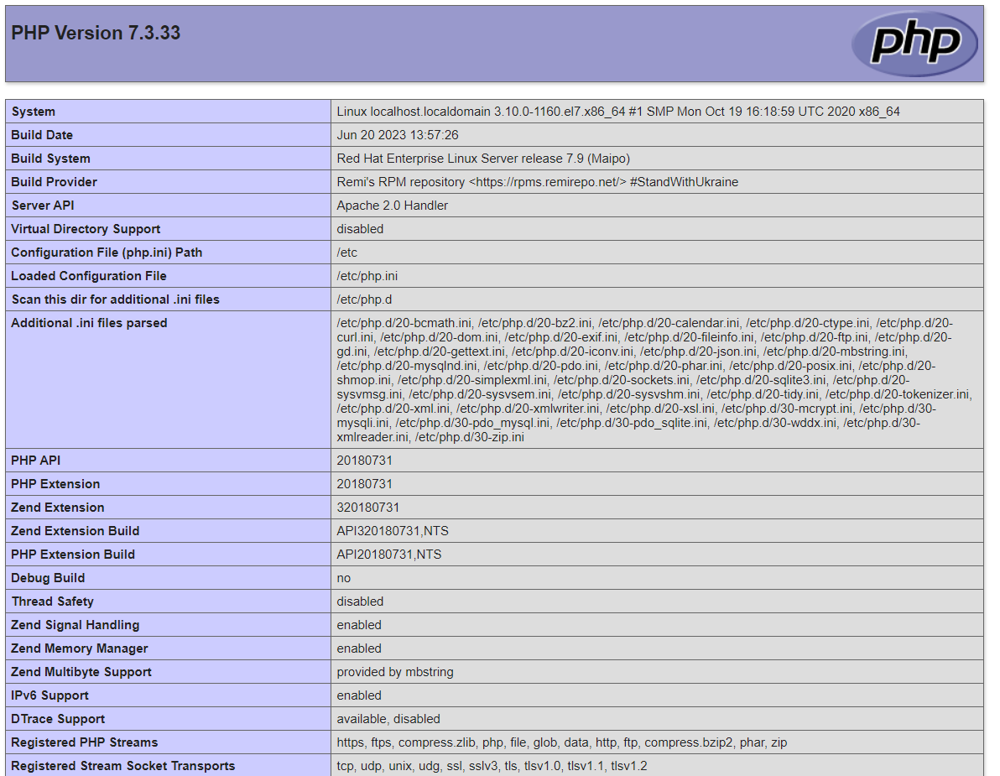 PHP Version 7.3.33
php
System Linux localhost.localdomain 3.10.0-1160.el7.x86_64 #1 SMP Mon Oct 19 16:18:59 UTC 2020 x86_64
Build Date Jun 20 2023 13:57:26
Build System Red Hat Enterprise Linux Server release 7.9 (Maipo)
Build Provider Remi's RPM repository <https://rpms.remirepo.net/> #StandWithUkraine
Server API Apache 2.0 Handler
Virtual Directory Support disabled
Configuration File (php.ini) Path /etc
Loaded Configuration File /etc/php.ini
Scan this dir for additional .ini files /etc/php.d
Additional .ini files parsed /etc/php.d/20-bcmath.ini, /etc/php.d/20-bz2.ini, /etc/php.d/20-calendar.ini, /etc/php.d/20-ctype.ini, /etc/php.d/20-
curl.ini, /etc/php.d/20-dom.ini, /etc/php.d/20-exif.ini, /etc/php.d/20-fileinfo.ini, /etc/php.d/20-ftp.ini, /etc/php.d/20-
gd.ini, /etc/php.d/20-gettext.ini, /etc/php.d/20-iconv.ini, /etc/php.d/20-json.ini, /etc/php.d/20-mbstring.ini,
/etc/php.d/20-mysqlnd.ini, /etc/php.d/20-pdo.ini, /etc/php.d/20-phar.ini, /etc/php.d/20-posix.ini, /etc/php.d/20-
shmop.ini, /etc/php.d/20-simplexml.ini, /etc/php.d/20-sockets.ini, /etc/php.d/20-sqlite3.ini, /etc/php.d/20-
sysvmsg.ini, /etc/php.d/20-sysvsem.ini, /etc/php.d/20-sysvshm.ini, /etc/php.d/20-tidy.ini, /etc/php.d/20-tokenizer.ini,
/etc/php.d/20-xml.ini, /etc/php.d/20-xmlwriter.ini, /etc/php.d/20-xsl.ini, /etc/php.d/30-mcrypt.ini, /etc/php.d/30-
mysqli.ini, /etc/php.d/30-pdo_mysql.ini, /etc/php.d/30-pdo_sqlite.ini, /etc/php.d/30-wddx.ini, /etc/php.d/30-
xmlreader.ini, /etc/php.d/30-zip.ini
PHP API 20180731
PHP Extension 20180731
Zend Extension 320180731
Zend Extension Build API320180731,NTS
PHP Extension Build API20180731,NTS
Debug Build no
Thread Safety disabled
Zend Signal Handling enabled
Zend Memory Manager enabled
Zend Multibyte Support provided by mbstring
IPv6 Support enabled
DTrace Support available, disabled
Registered PHP Streams https, ftps, compress.zlib, php, file, glob, data, http, ftp, compress.bzip2, phar, zip
Registered Stream Socket Transports tcp, udp, unix, udg, ssl, sslv3, tls, tlsv1.0, tlsv1.1, tlsv1.2